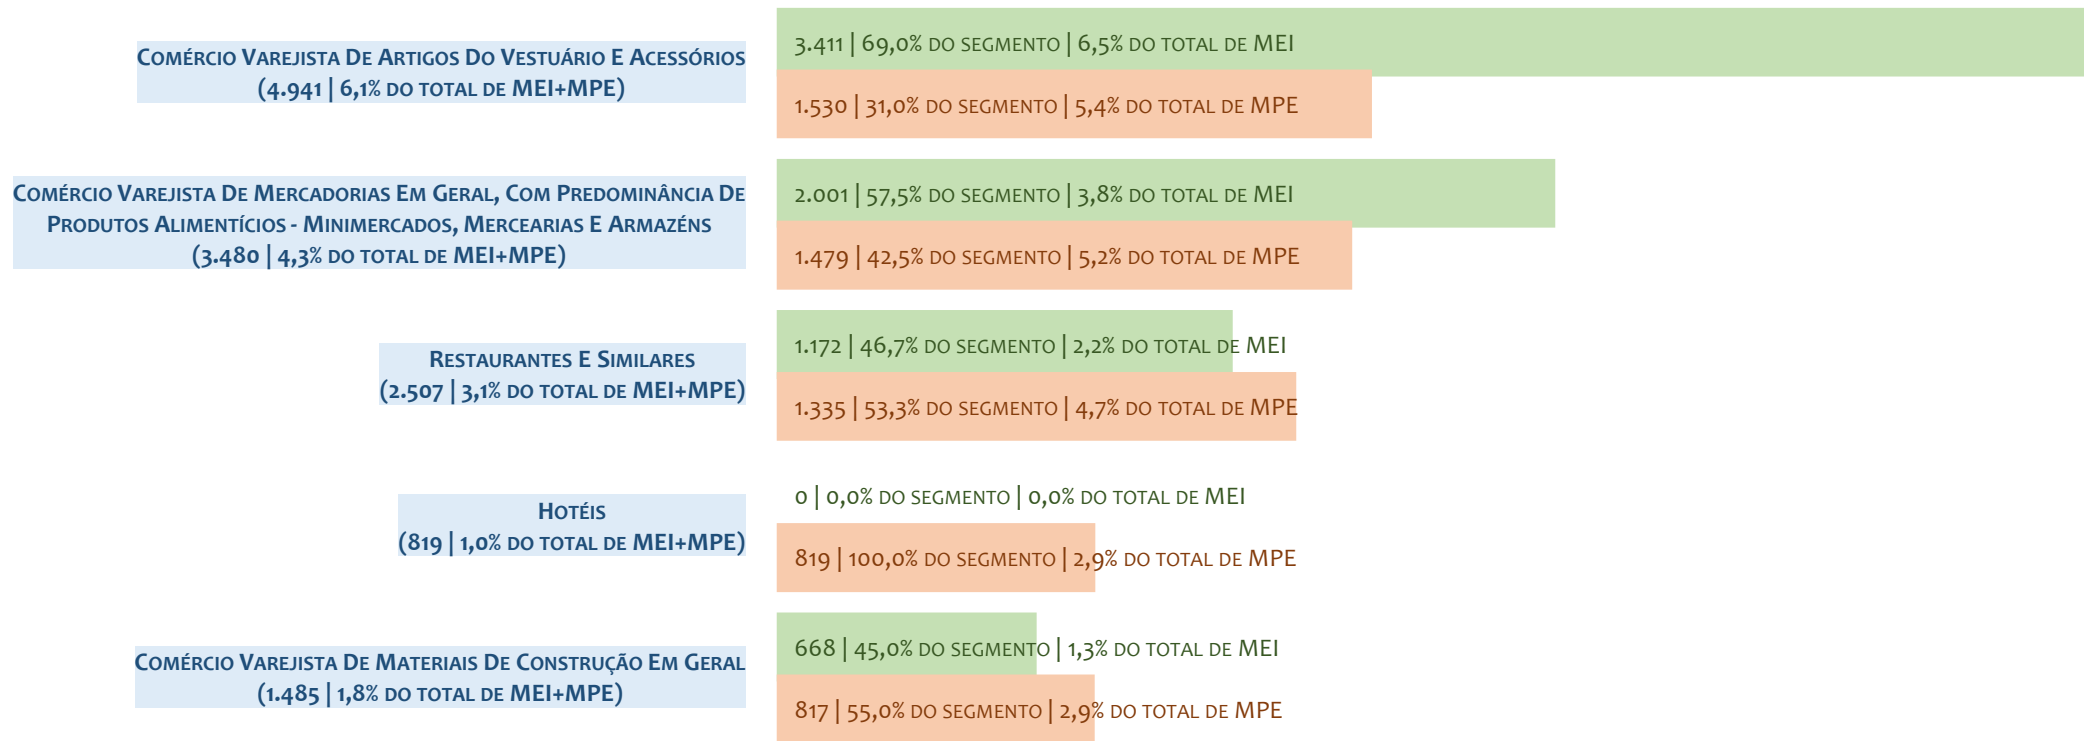 Comércio Varejista De Artigos Do Vestuário E Acessórios
(4.941 | 6,1% do total de MEI+MPE)
3.411 | 69,0% do segmento | 6,5% do total de MEI
1.530 | 31,0% do segmento | 5,4% do total de MPE
Comércio Varejista De Mercadorias Em Geral, Com Predominância De
Produtos Alimentícios - Minimercados, Mercearias E Armazéns
(3.480 | 4,3% do total de MEI+MPE)
2.001 | 57,5% do segmento | 3,8% do total de MEI
1.479 | 42,5% do segmento | 5,2% do total de MPE
Restaurantes E Similares
(2.507 | 3,1% do total de MEI+MPE)
1.172 | 46,7% do segmento | 2,2% do total de MEI
1.335 | 53,3% do segmento | 4,7% do total de MPE
Hotéis
(819 | 1,0% do total de MEI+MPE)
0 | 0,0% do segmento | 0,0% do total de MEI
819 | 100,0% do segmento | 2,9% do total de MPE
Comércio Varejista De Materiais De Construção Em Geral
(1.485 | 1,8% do total de MEI+MPE)
668 | 45,0% do segmento | 1,3% do total de MEI
817 | 55,0% do segmento | 2,9% do total de MPE